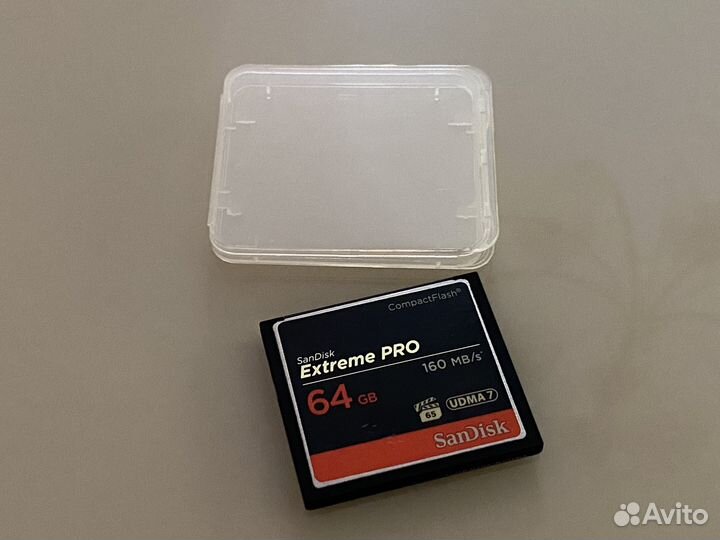 CompactFlash®
SanDisk
Extreme PRO
160 MB/s
64 GB
65
UDMA 7
SanDisk
Avito